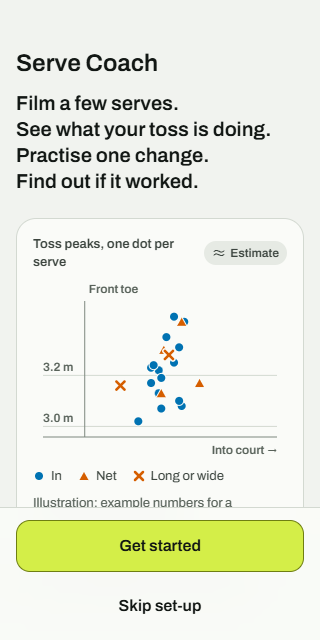 Serve Coach
Film a few serves.
See what your toss is doing.
Practise one change.
Find out if it worked.
Toss peaks, one dot per
serve
≈ Estimate
Front toe
3.2 m
3.0 m
Into court →
In
Net
Long or wide
Illustration: example numbers for a
Get started
Skip set-up